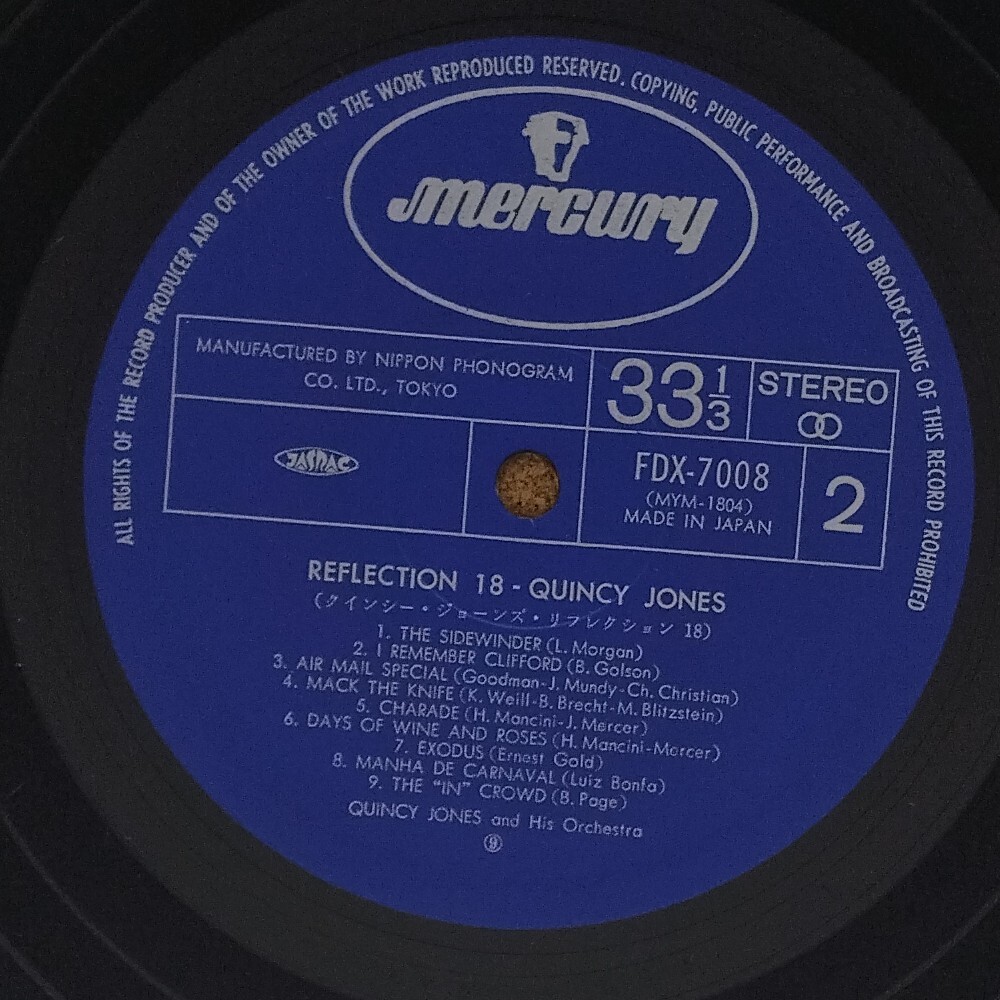 ALL RIGHTS OF THE RECORD PRODUCER AND OF THE OWNER OF THE WORK REPRODUCED RESERVED. COPYING, PUBLIC PERFORMANCE AND BROADCASTING OF THIS RECORD PROHIBITED
mercury
MANUFACTURED BY NIPPON PHONOGRAM
CO. LTD., TOKYO
33 1/3
STEREO
JASRAC
FDX-7008
(MYM-1804)
MADE IN JAPAN
2
REFLECTION 18 - QUINCY JONES
(クインシー・ジョーンズ・リフレクション 18)
1. THE SIDEWINDER (L. Morgan)
2. I REMEMBER CLIFFORD (B. Golson)
3. AIR MAIL SPECIAL (Goodman-J. Mundy-Ch. Christian)
4. MACK THE KNIFE (K. Weill-B. Brecht-M. Blitzstein)
5. CHARADE (H. Mancini-J. Mercer)
6. DAYS OF WINE AND ROSES (H. Mancini-Mercer)
7. EXODUS (Ernest Gold)
8. MANHA DE CARNAVAL (Luiz Bonfa)
9. THE "IN" CROWD (B. Page)
QUINCY JONES and His Orchestra
⑨